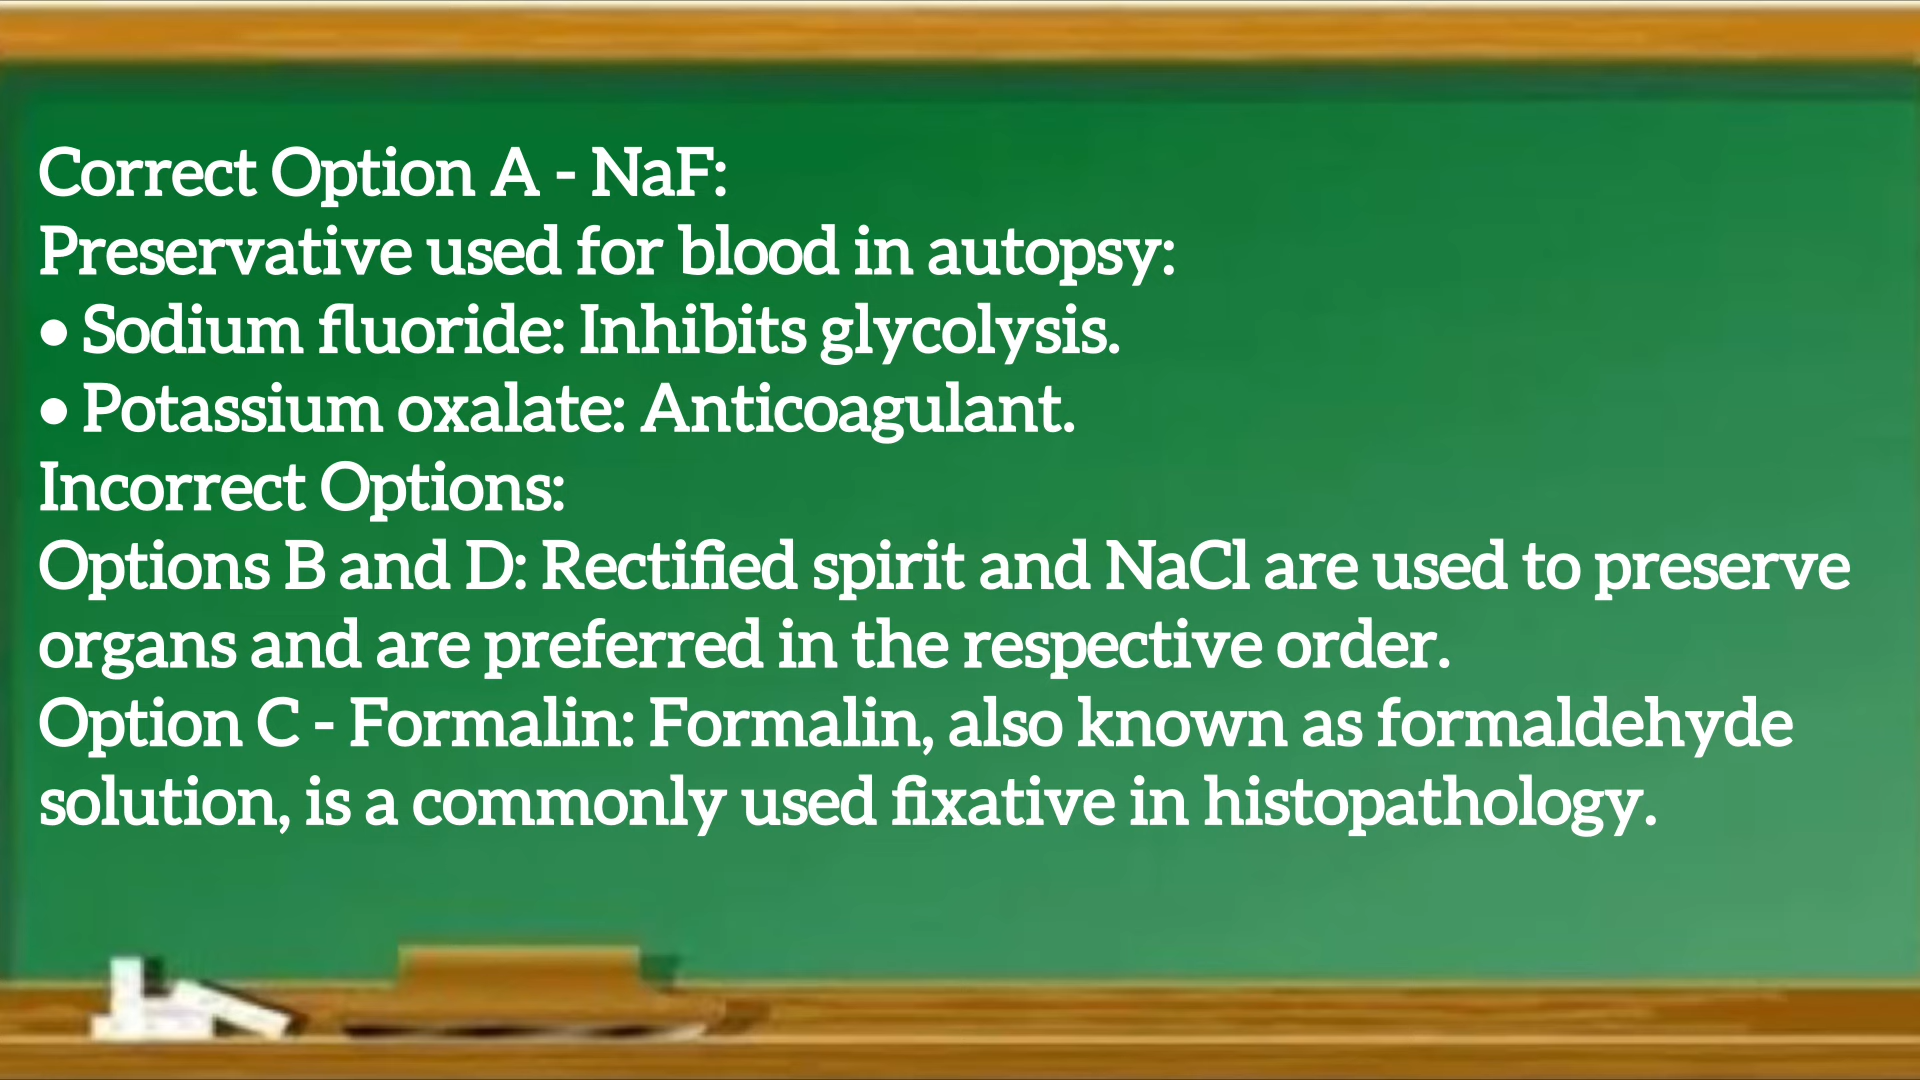 Correct Option A - NaF:
Preservative used for blood in autopsy:
• Sodium fluoride: Inhibits glycolysis.
• Potassium oxalate: Anticoagulant.
Incorrect Options:
Options B and D: Rectified spirit and NaCl are used to preserve
organs and are preferred in the respective order.
Option C - Formalin: Formalin, also known as formaldehyde
solution, is a commonly used fixative in histopathology.